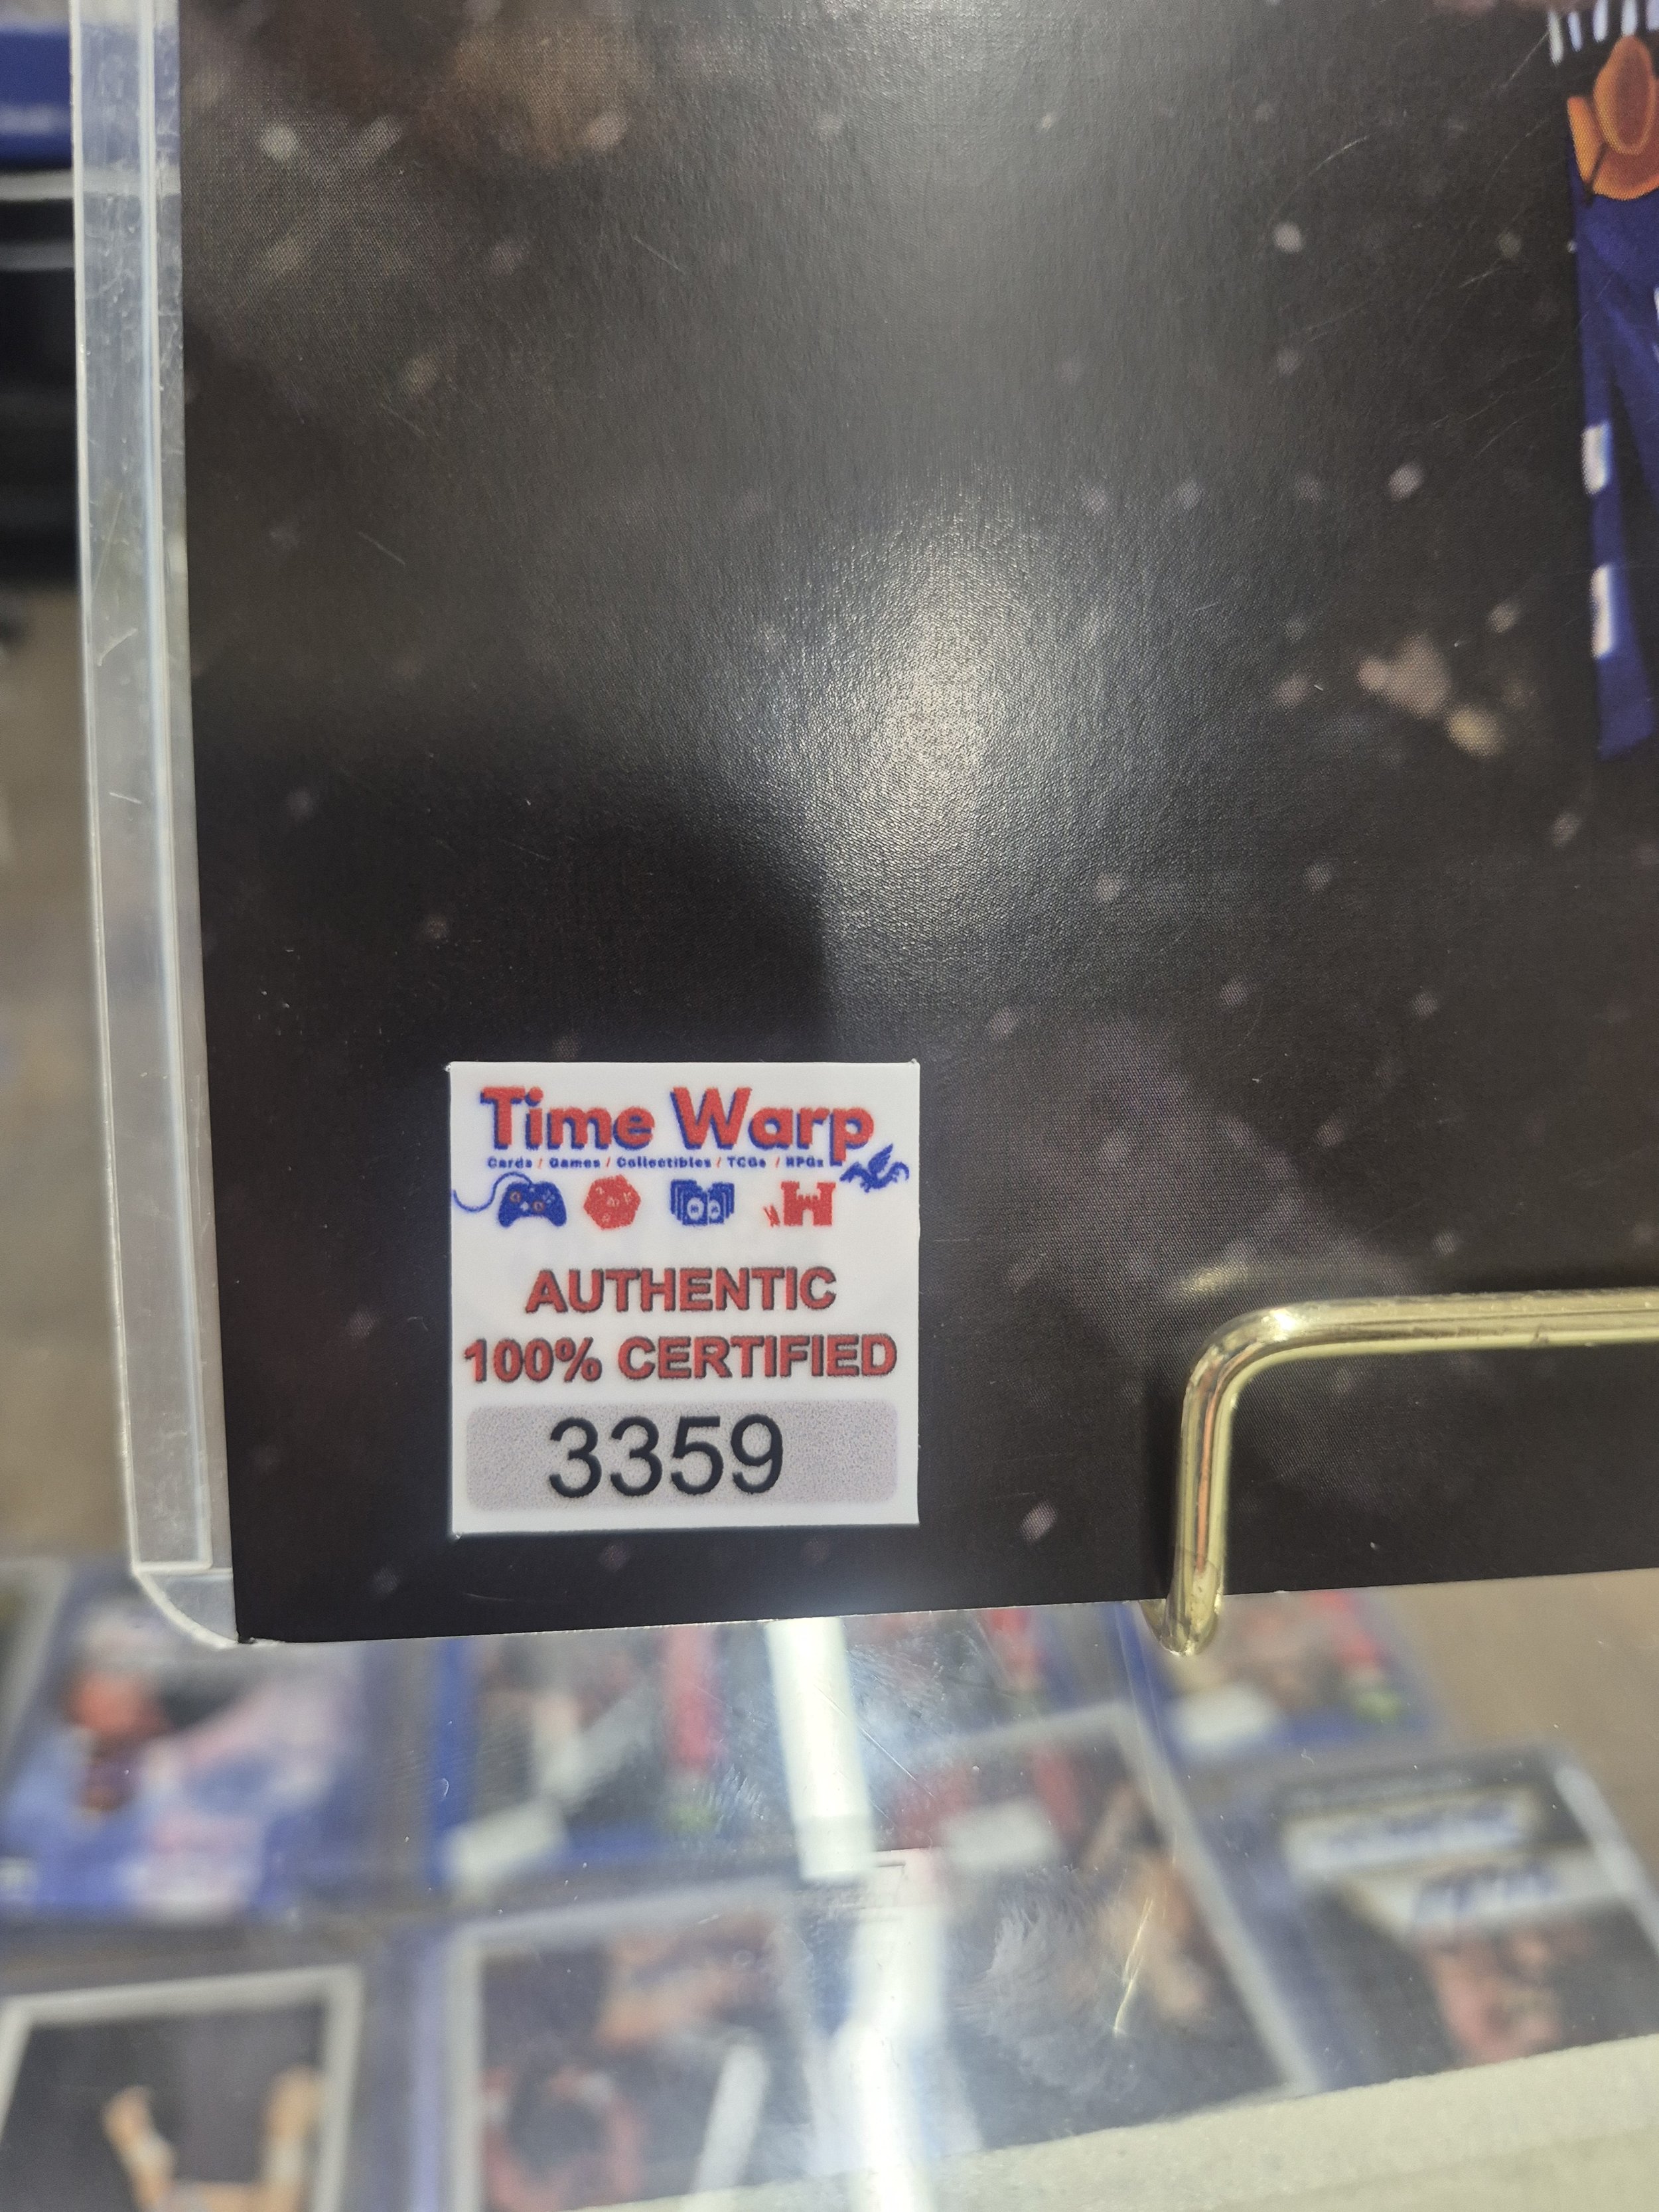 Time Warp
Cards / Games / Collectibles / TCGs / RPGs
AUTHENTIC
100% CERTIFIED
3359